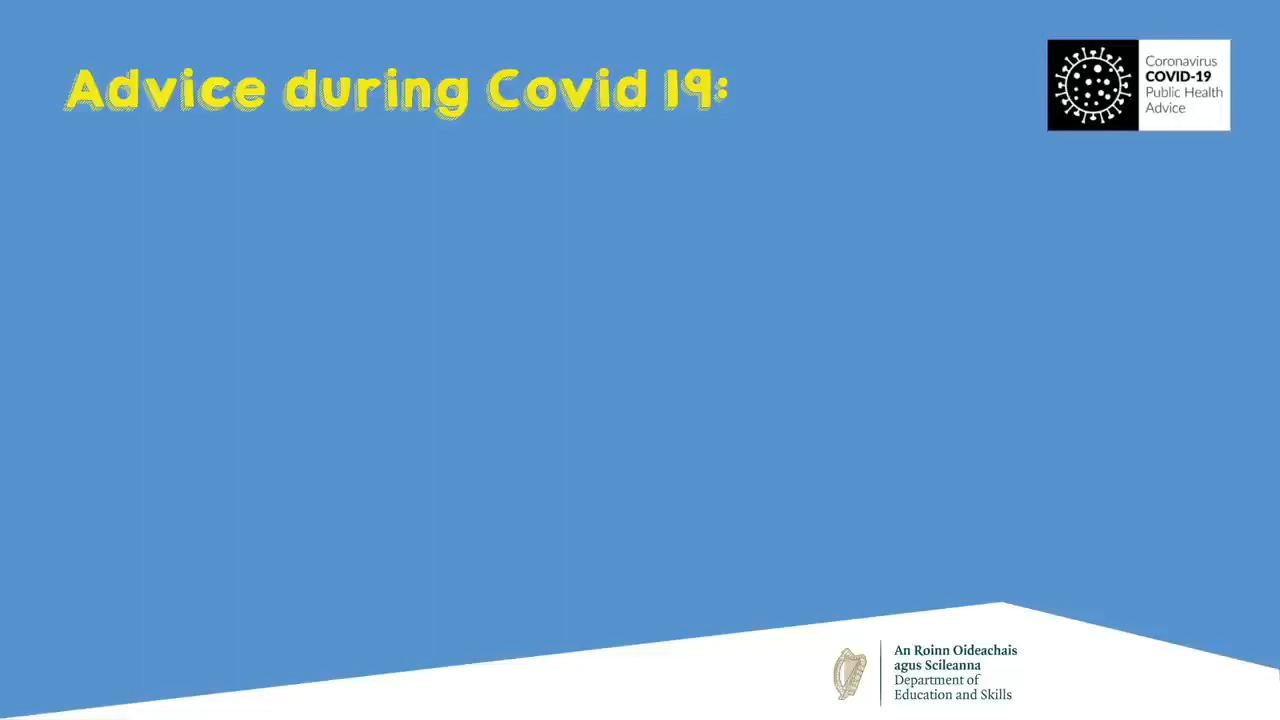 Advice during Covid 19:
Coronavirus
COVID-19
Public Health
Advice
An Roinn Oideachais
agus Scileanna
Department of
Education and Skills